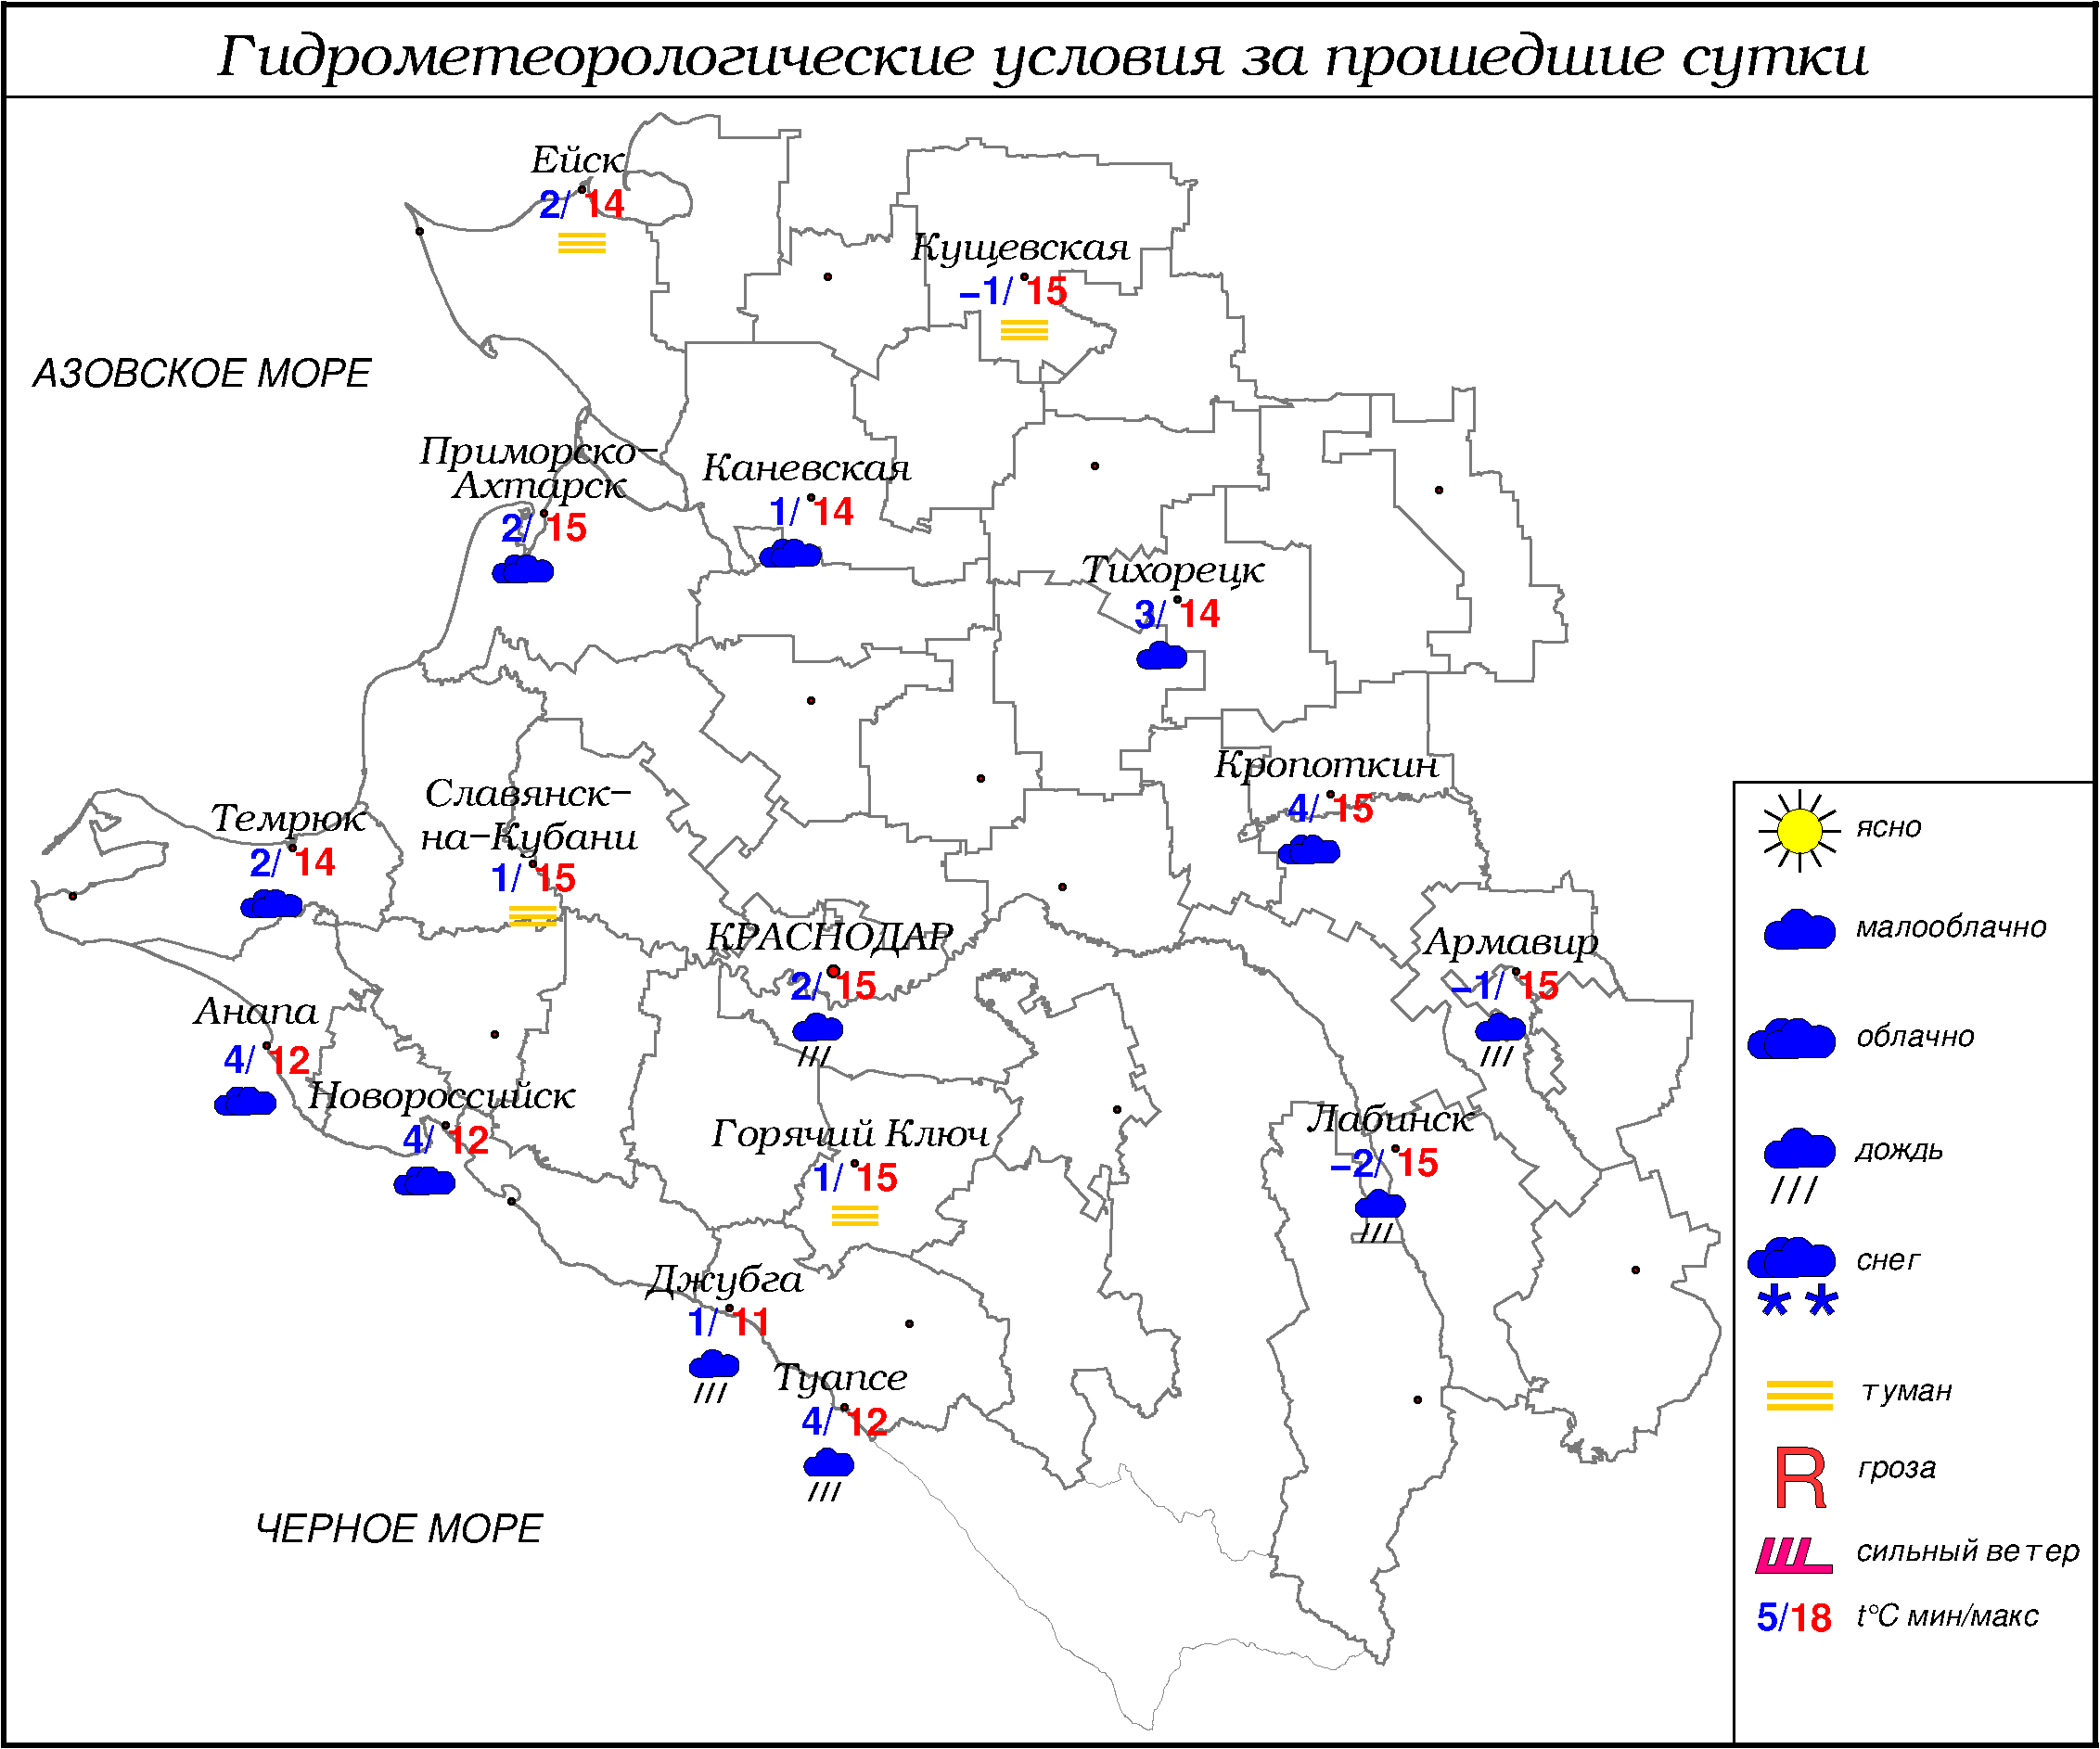 Гидрометеорологические условия за прошедшие сутки
Ейск
2/14
Кущевская
–1/15
АЗОВСКОЕ МОРЕ
Приморско–
Ахтарск
2/15
Каневская
1/14
Тихорецк
3/14
Кропоткин
4/15
Темрюк
2/14
Славянск–
на–Кубани
1/15
КРАСНОДАР
2/15
Армавир
–1/15
Анапа
4/12
Новороссийск
4/12
Горячий Ключ
1/15
Лабинск
–2/15
Джубга
1/11
Туапсе
4/12
ЧЕРНОЕ МОРЕ
ясно
малооблачно
облачно
дождь
снег
туман
R гроза
сильный ветер
5/18 t°C мин/макс